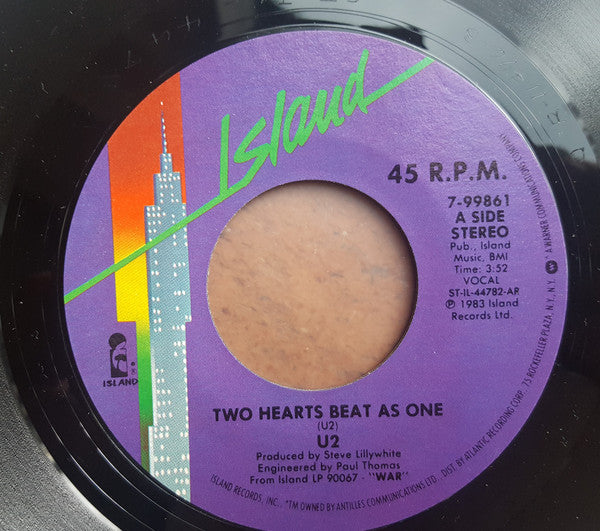 Island
45 R.P.M.
7-99861
A SIDE
STEREO
Pub., Island
Music, BMI
Time: 3:52
VOCAL
ST-IL-44782-AR
℗ 1983 Island
Records Ltd.
ISLAND
TWO HEARTS BEAT AS ONE
(U2)
U2
Produced by Steve Lillywhite
Engineered by Paul Thomas
From Island LP 90067 - "WAR"
ISLAND RECORDS, INC., *TM OWNED BY ANTILLES COMMUNICATIONS LTD. DIST. BY ATLANTIC RECORDING CORP. 75 ROCKEFELLER PLAZA, N.Y., N.Y. A WARNER COMMUNICATIONS COMPANY